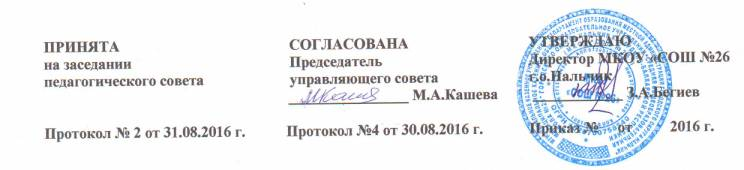 ПРИНЯТА
на заседании
педагогического совета
Протокол № 2 от 31.08.2016 г.
СОГЛАСОВАНА
Председатель
управляющего совета
М.А.Кашева
Протокол №4 от 30.08.2016 г.
УТВЕРЖДАЮ
Директор МКОУ «СОШ №26
г.о.Нальчик
З.А.Бегиев
Приказ № от 2016 г.